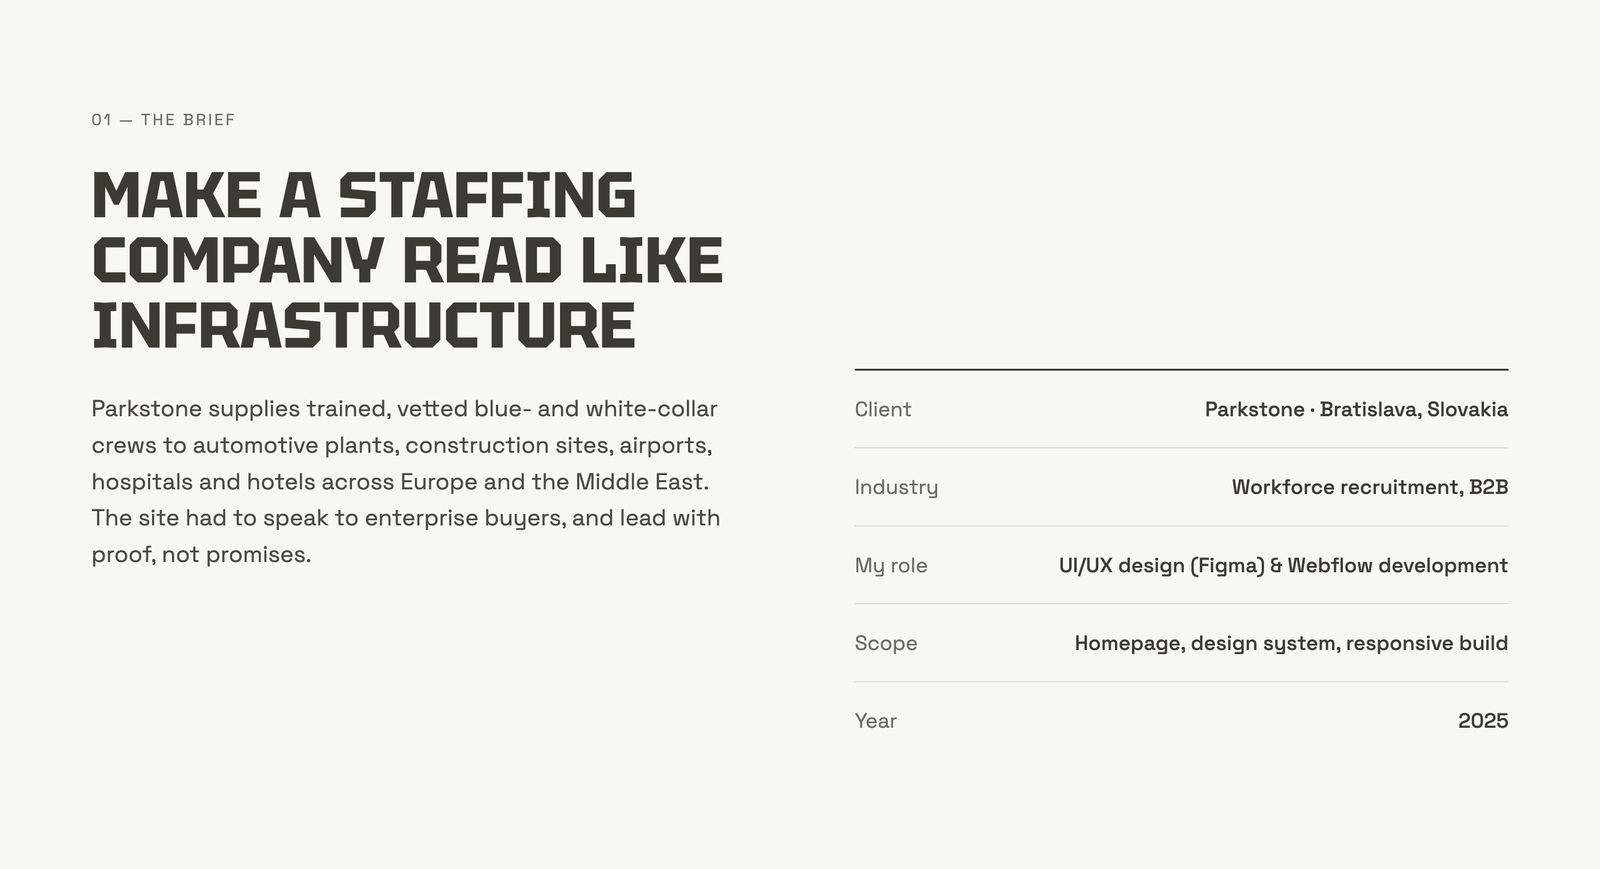 01 — THE BRIEF
MAKE A STAFFING
COMPANY READ LIKE
INFRASTRUCTURE
Parkstone supplies trained, vetted blue- and white-collar
crews to automotive plants, construction sites, airports,
hospitals and hotels across Europe and the Middle East.
The site had to speak to enterprise buyers, and lead with
proof, not promises.
Client Parkstone · Bratislava, Slovakia
Industry Workforce recruitment, B2B
My role UI/UX design (Figma) & Webflow development
Scope Homepage, design system, responsive build
Year 2025